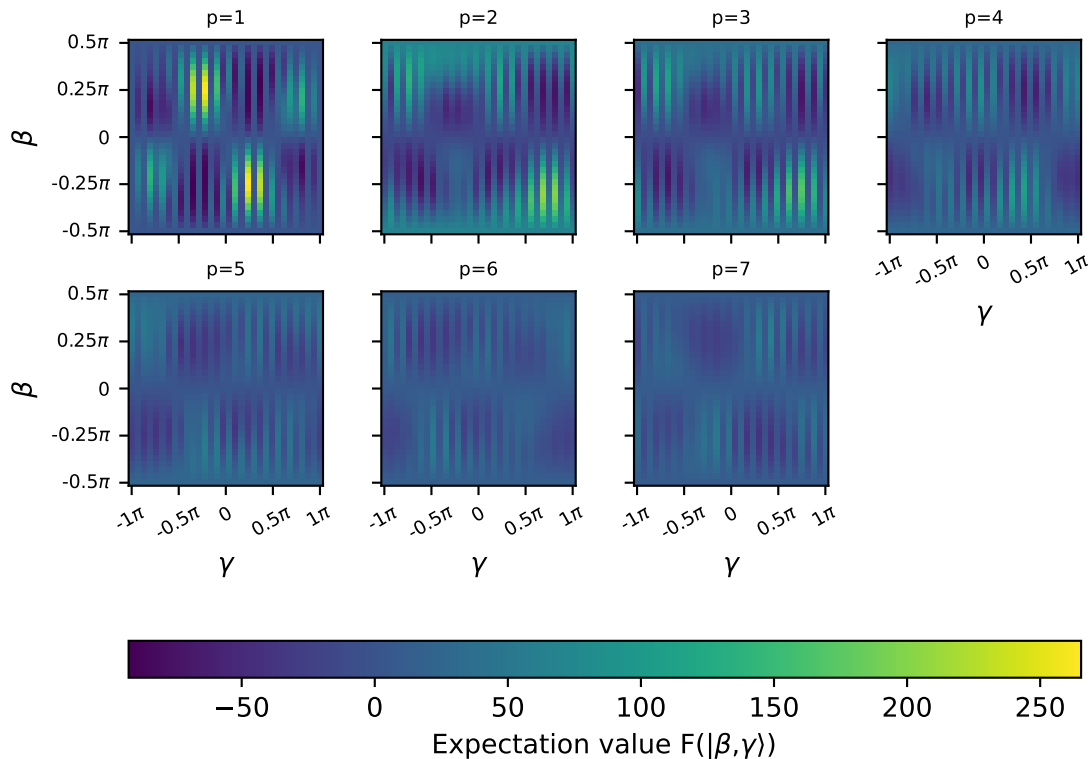 p=1
p=2
p=3
p=4
0.5π
0.25π
0
-0.25π
-0.5π
β
-1π
-0.5π
0
0.5π
1π
γ
p=5
p=6
p=7
0.5π
0.25π
0
-0.25π
-0.5π
β
-1π
-0.5π
0
0.5π
1π
-1π
-0.5π
0
0.5π
1π
-1π
-0.5π
0
0.5π
1π
γ
γ
γ
−50
0
50
100
150
200
250
Expectation value F(|β,γ⟩)